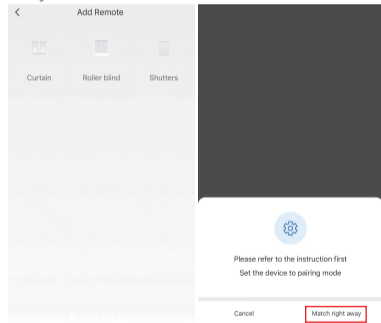 Add Remote
Curtain
Roller blind
Shutters
Please refer to the instruction first
Set the device to pairing mode
Cancel
Match right away